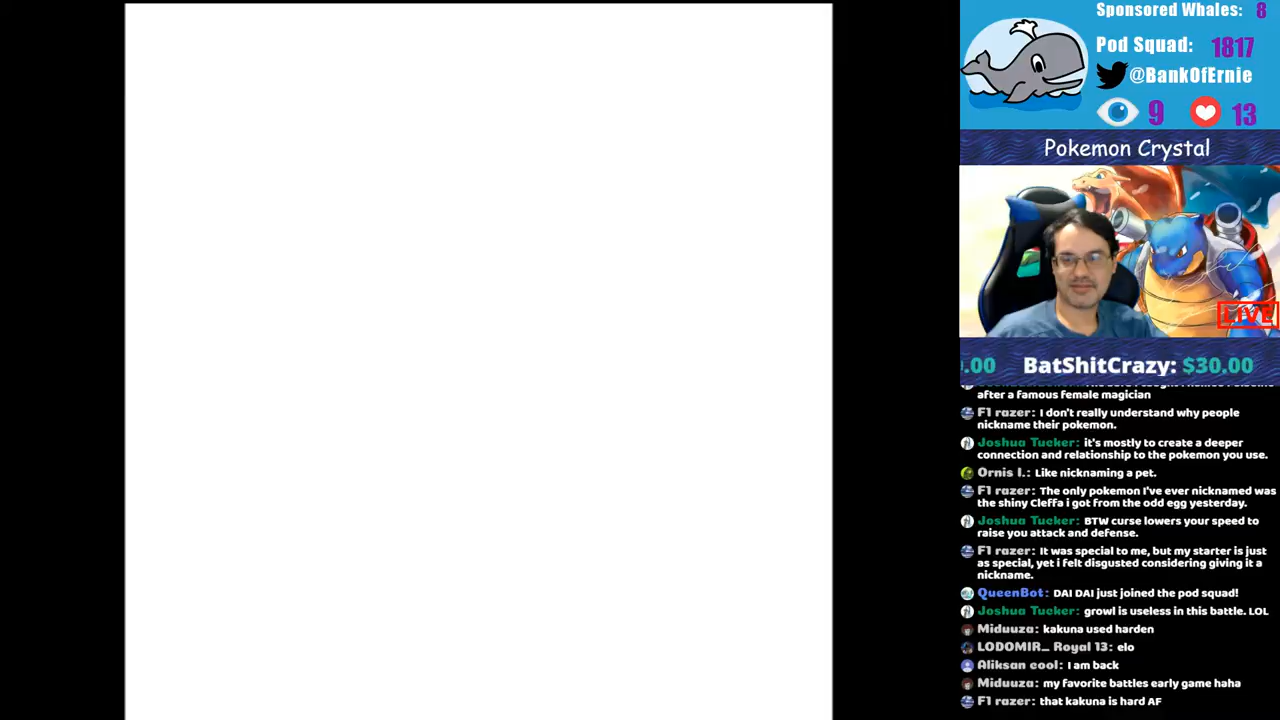 Sponsored Whales: 8
Pod Squad: 1817
@BankOfErnie
9 13
Pokemon Crystal
LIVE
.00 BatShitCrazy: $30.00
after a famous female magician
F1 razer: I don't really understand why people
nickname their pokemon.
Joshua Tucker: it's mostly to create a deeper
connection and relationship to the pokemon you use.
Ornis I.: Like nicknaming a pet.
F1 razer: The only pokemon I've ever nicknamed was
the shiny Cleffa i got from the odd egg yesterday.
Joshua Tucker: BTW curse lowers your speed to
raise you attack and defense.
F1 razer: It was special to me, but my starter is just
as special, yet i felt disgusted considering giving it a
nickname.
QueenBot: DAI DAI just joined the pod squad!
Joshua Tucker: growl is useless in this battle. LOL
Miduuza: kakuna used harden
LODOMIR_ Royal 13: elo
Aliksan cool: I am back
Miduuza: my favorite battles early game haha
F1 razer: that kakuna is hard AF